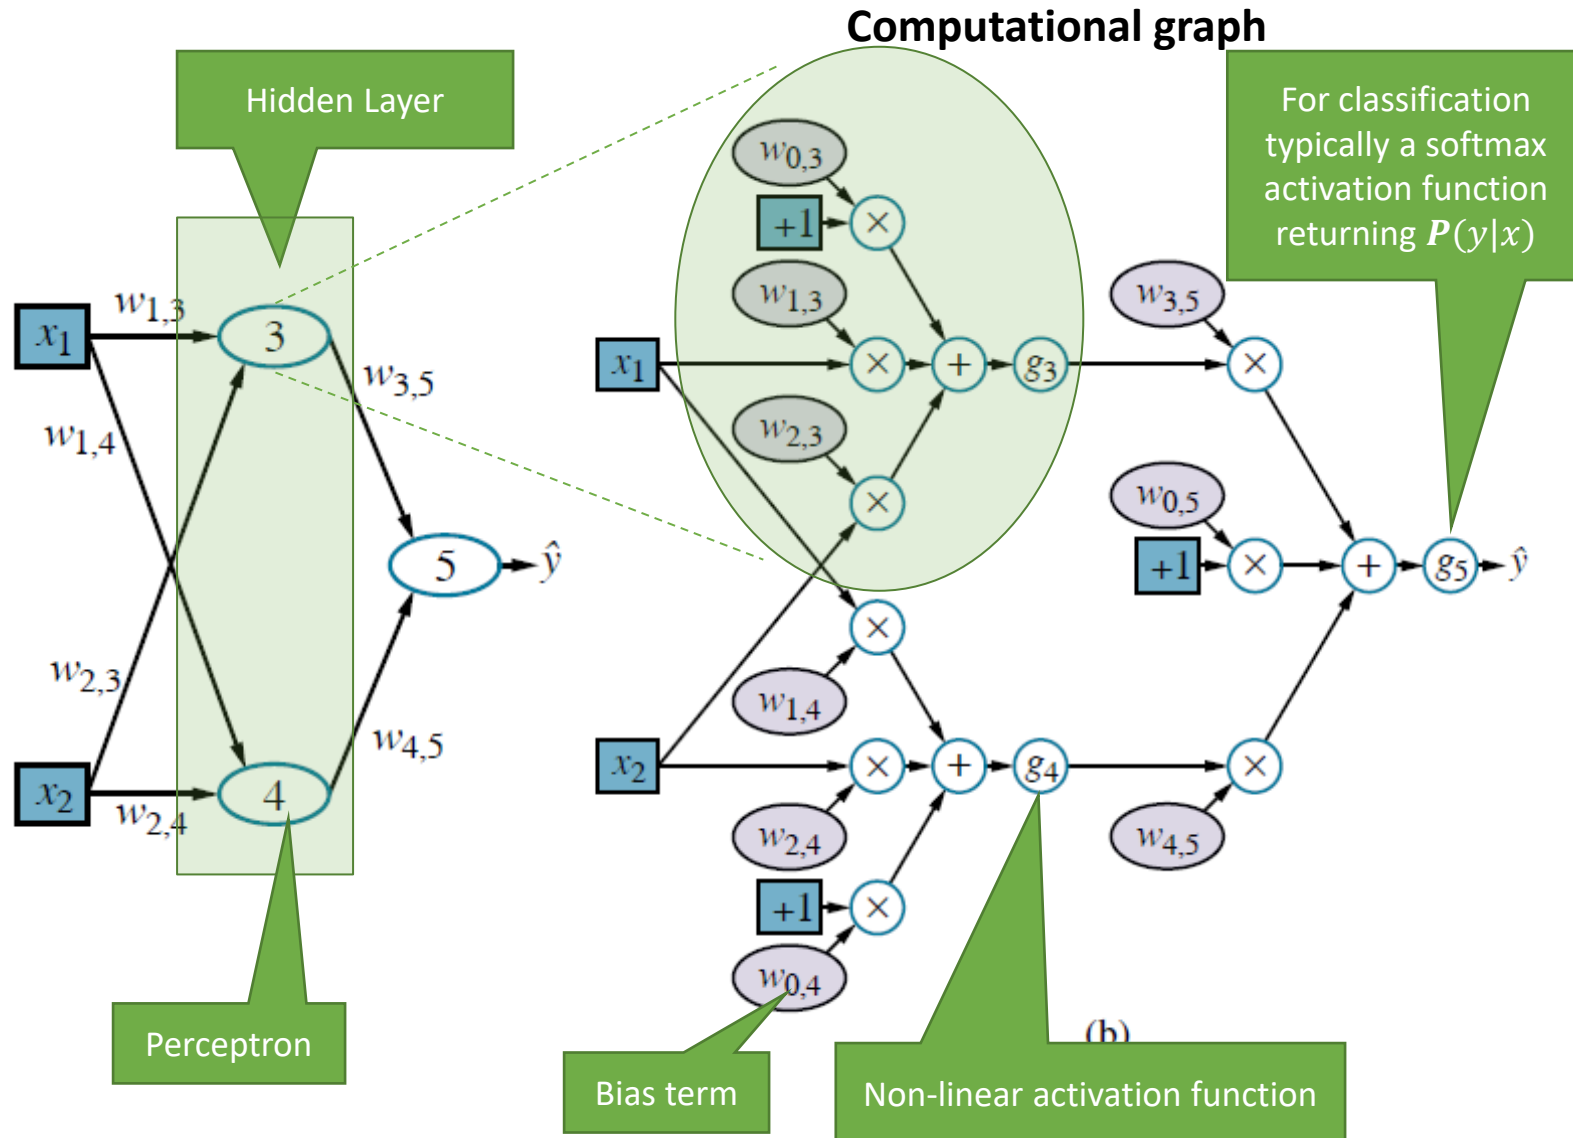 Computational graph
Hidden Layer
For classification
typically a softmax
activation function
returning P(y|x)
w0,3
+1
×
w1,3
w3,5
w1,3
x1
3
x1
×
+
g3
×
w3,5
w2,3
w1,4
×
w0,5
5
ŷ
+1
×
+
g5
ŷ
×
w2,3
w1,4
w4,5
x2
×
+
g4
×
x2
4
w2,4
w2,4
w4,5
+1
×
w0,4
(b)
Perceptron
Bias term
Non-linear activation function